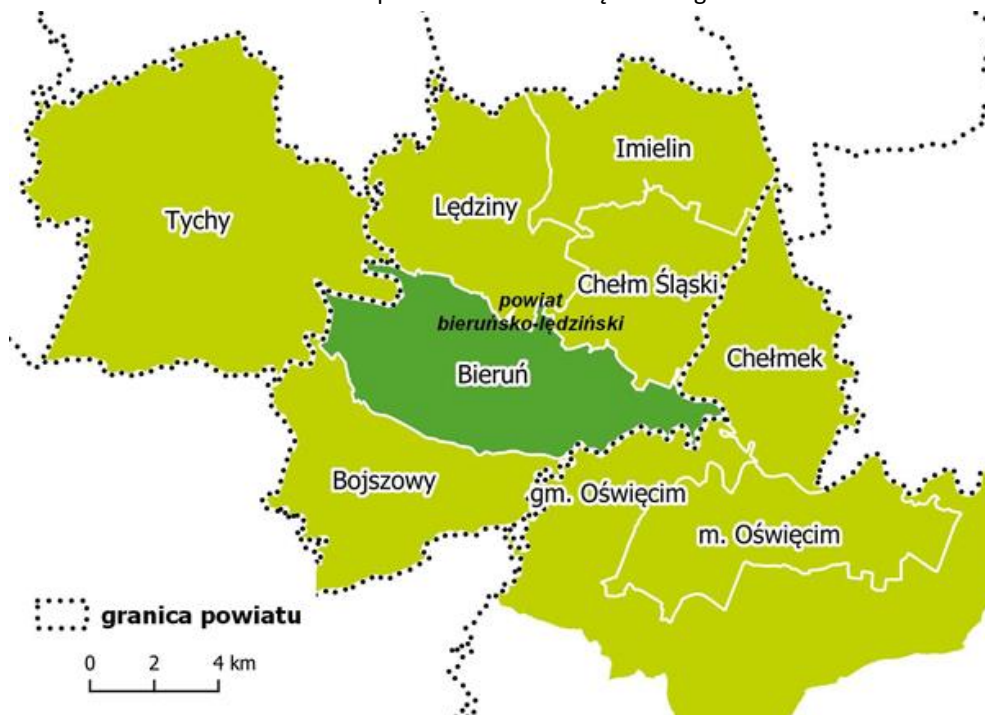 Imielin
Tychy
Lędziny
Chełm Śląski
powiat
bieruńsko-lędziński
Chełmek
Bieruń
Bojszowy
gm. Oświęcim
m. Oświęcim
granica powiatu
0 2 4 km